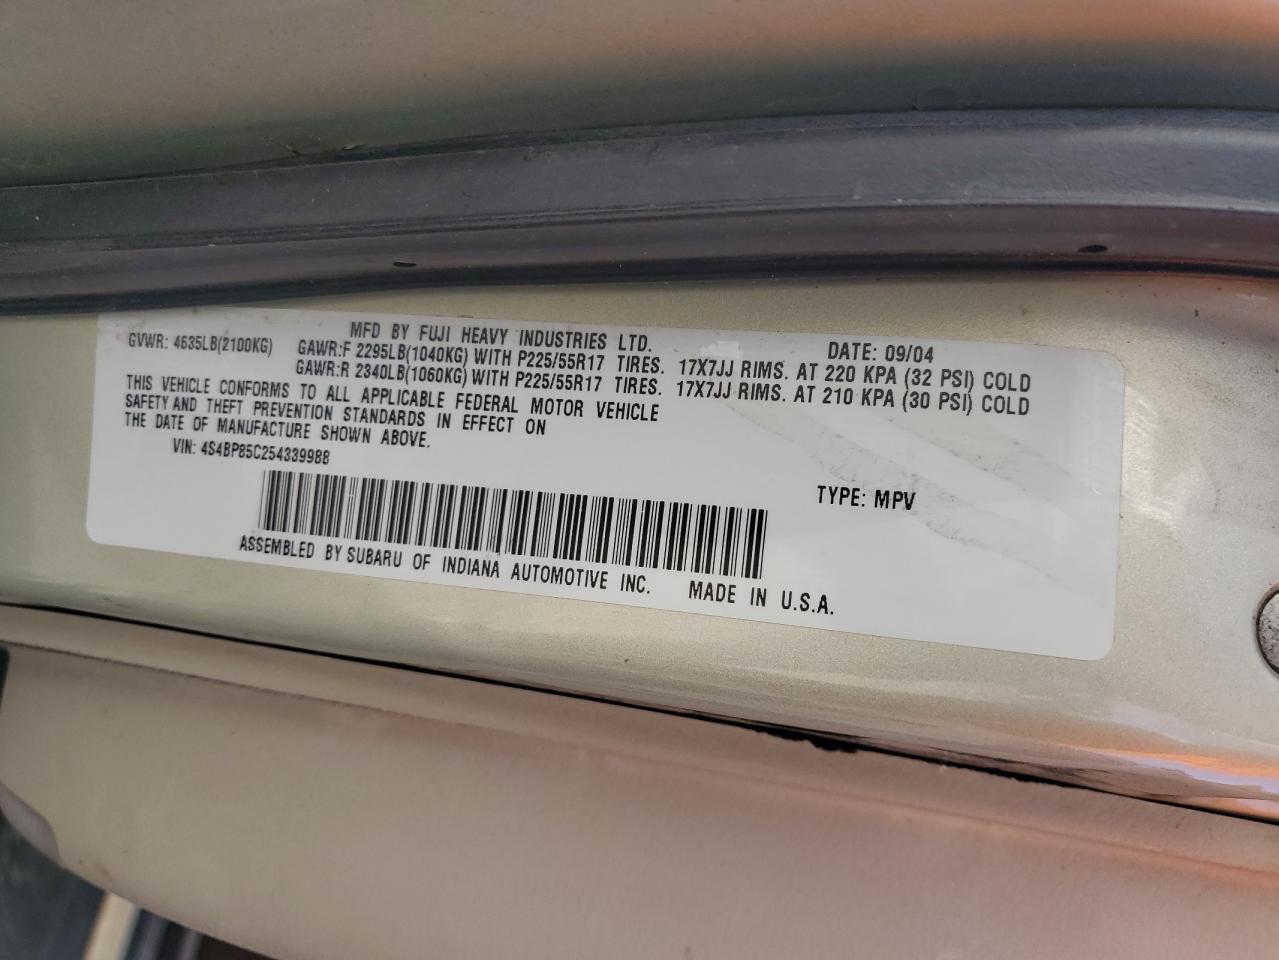 MFD BY FUJI HEAVY INDUSTRIES LTD. DATE: 09/04
GVWR: 4635LB(2100KG) GAWR:F 2295LB(1040KG) WITH P225/55R17 TIRES. 17X7JJ RIMS. AT 220 KPA (32 PSI) COLD
GAWR:R 2340LB(1060KG) WITH P225/55R17 TIRES. 17X7JJ RIMS. AT 210 KPA (30 PSI) COLD
THIS VEHICLE CONFORMS TO ALL APPLICABLE FEDERAL MOTOR VEHICLE
SAFETY AND THEFT PREVENTION STANDARDS IN EFFECT ON
THE DATE OF MANUFACTURE SHOWN ABOVE.
VIN: 4S4BP85C254339988
TYPE: MPV
ASSEMBLED BY SUBARU OF INDIANA AUTOMOTIVE INC. MADE IN U.S.A.